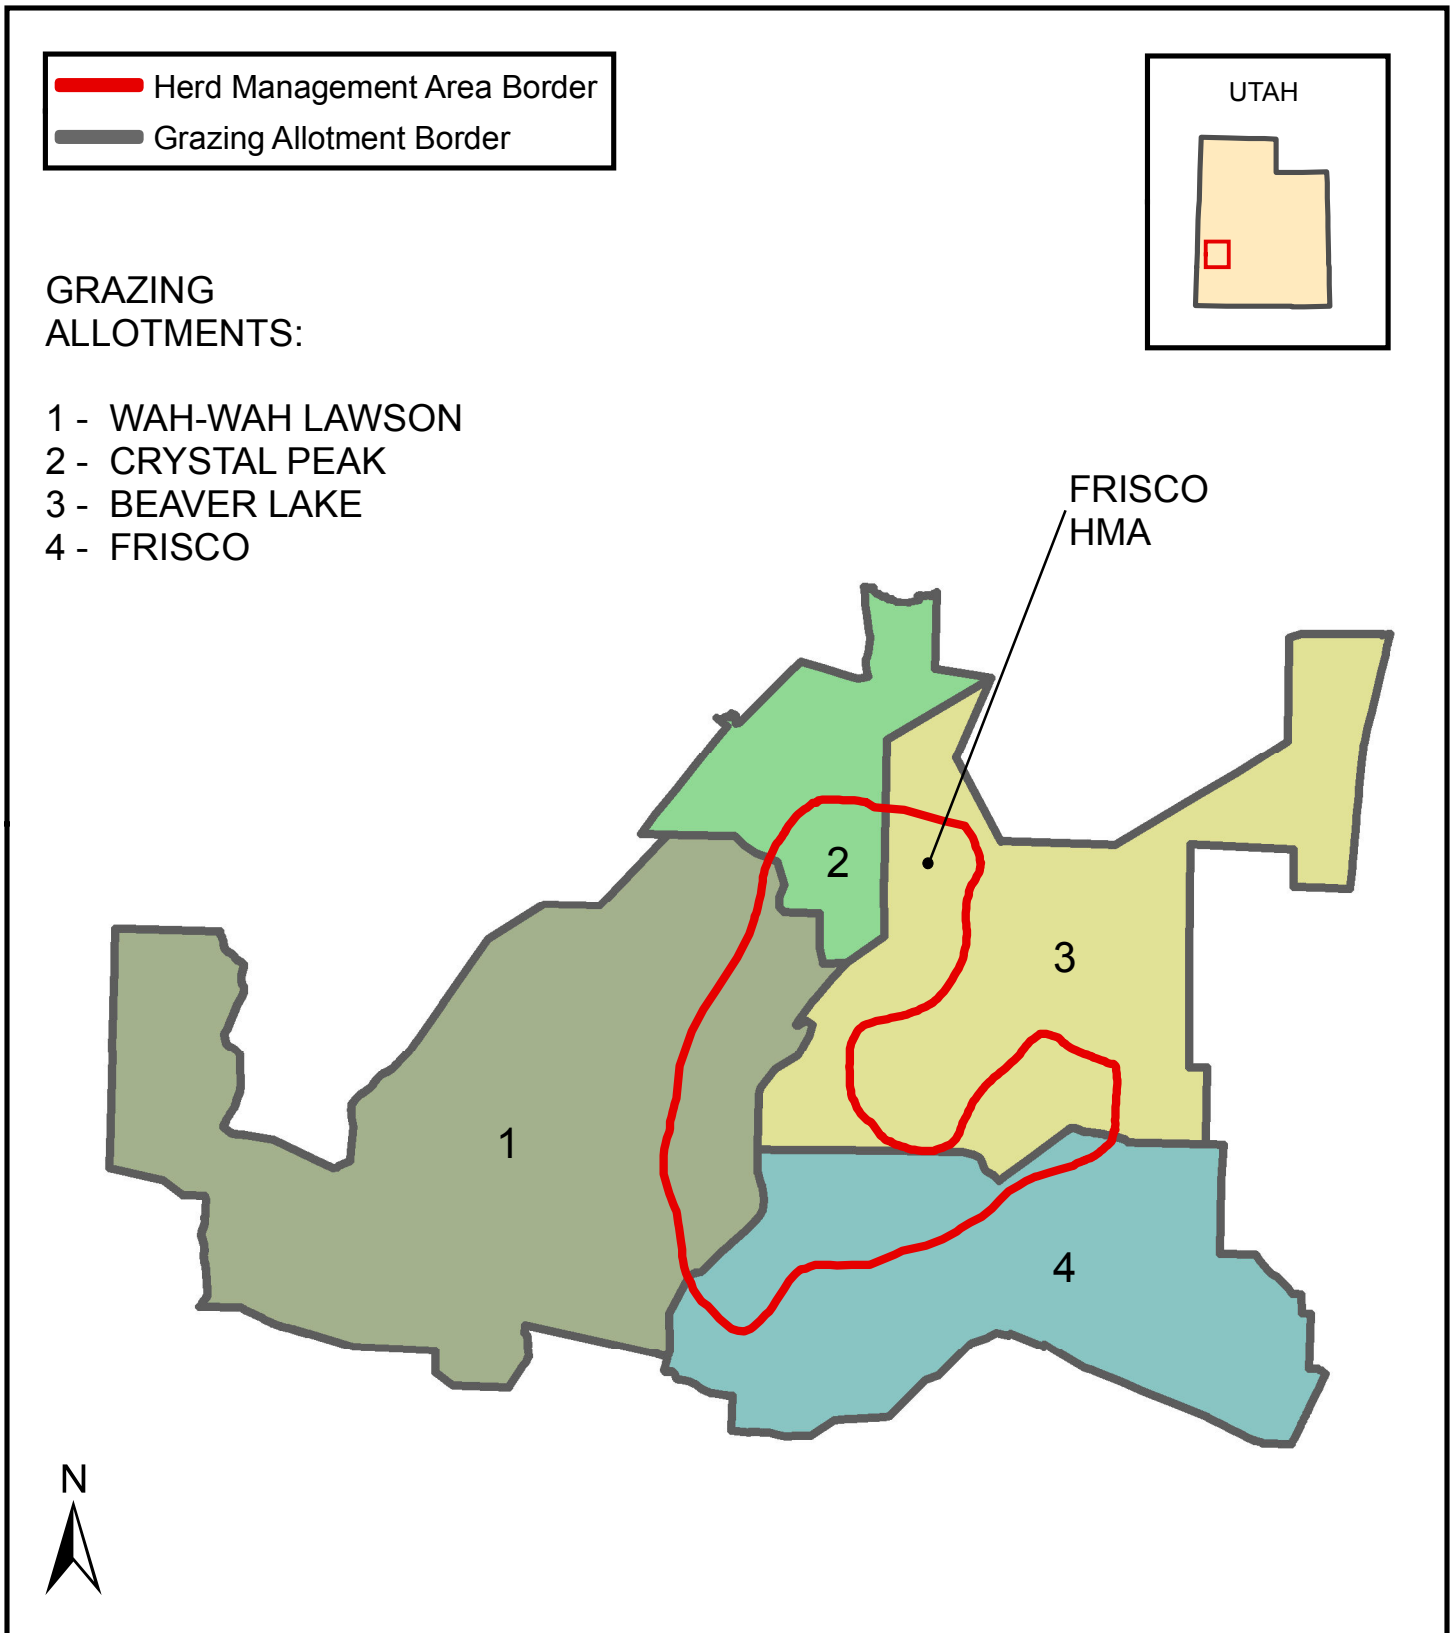 Herd Management Area Border
Grazing Allotment Border
UTAH
GRAZING
ALLOTMENTS:
1 - WAH-WAH LAWSON
2 - CRYSTAL PEAK
3 - BEAVER LAKE
4 - FRISCO
FRISCO
HMA
2
3
1
4
N